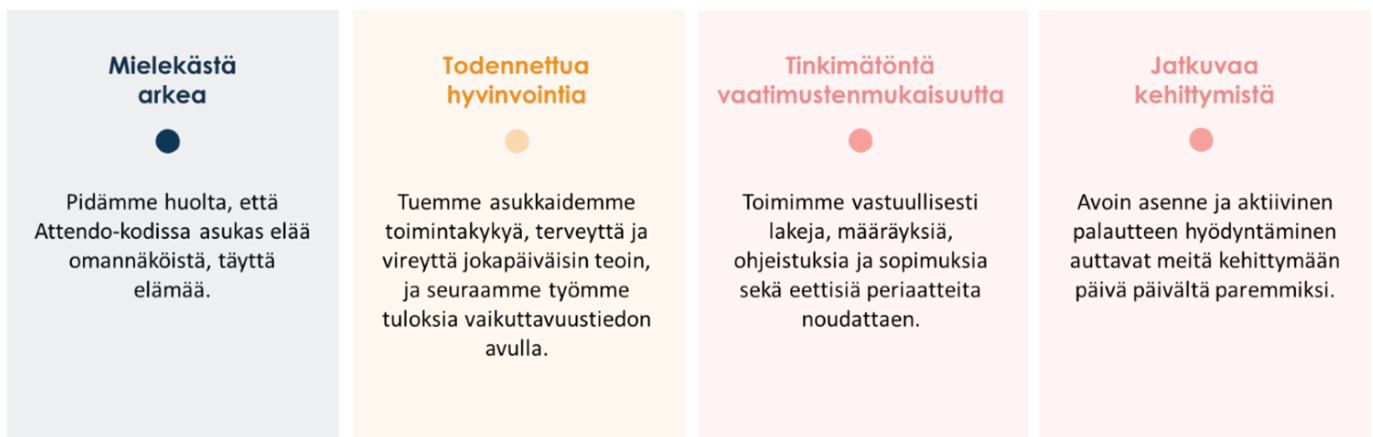 Mielekästä
arkea
Pidämme huolta, että
Attendo-kodissa asukas elää
omannäköistä, täyttä
elämää.
Todennettua
hyvinvointia
Tuemme asukkaidemme
toimintakykyä, terveyttä ja
vireyttä jokapäiväisin teoin,
ja seuraamme työmme
tuloksia vaikuttavuustiedon
avulla.
Tinkimätöntä
vaatimustenmukaisuutta
Toimimme vastuullisesti
lakeja, määräyksiä,
ohjeistuksia ja sopimuksia
sekä eettisiä periaatteita
noudattaen.
Jatkuvaa
kehittymistä
Avoin asenne ja aktiivinen
palautteen hyödyntäminen
auttavat meitä kehittymään
päivä päivältä paremmiksi.